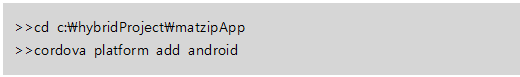 >>cd c:₩hybridProject₩matzipApp
>>cordova platform add android